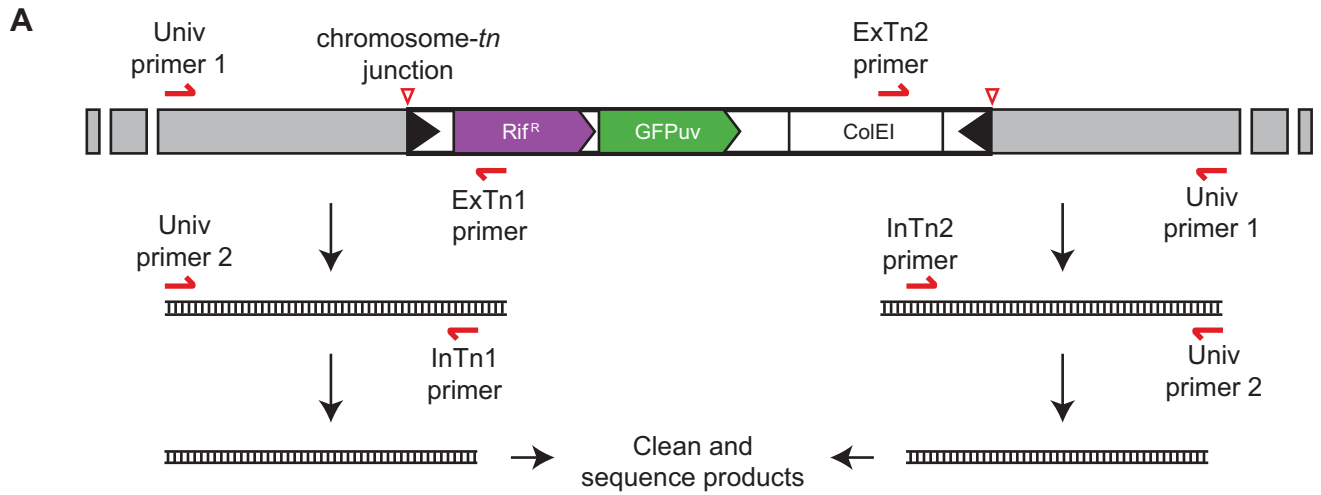 A
Univ
primer 1
chromosome-tn
junction
ExTn2
primer
Rif^R
GFPuv
ColEI
ExTn1
primer
Univ
primer 1
Univ
primer 2
InTn2
primer
InTn1
primer
Univ
primer 2
Clean and
sequence products